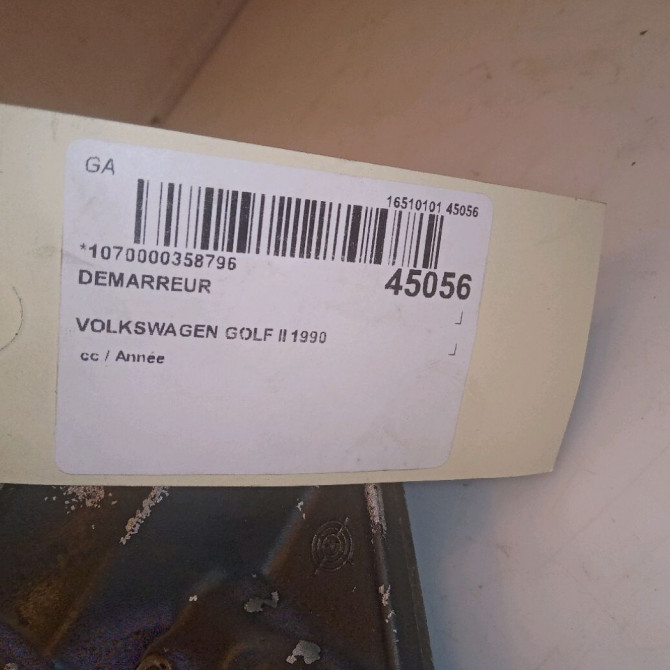 GA
16510101 45056
*1070000358796
DEMARREUR
45056
VOLKSWAGEN GOLF II 1990
cc / Année